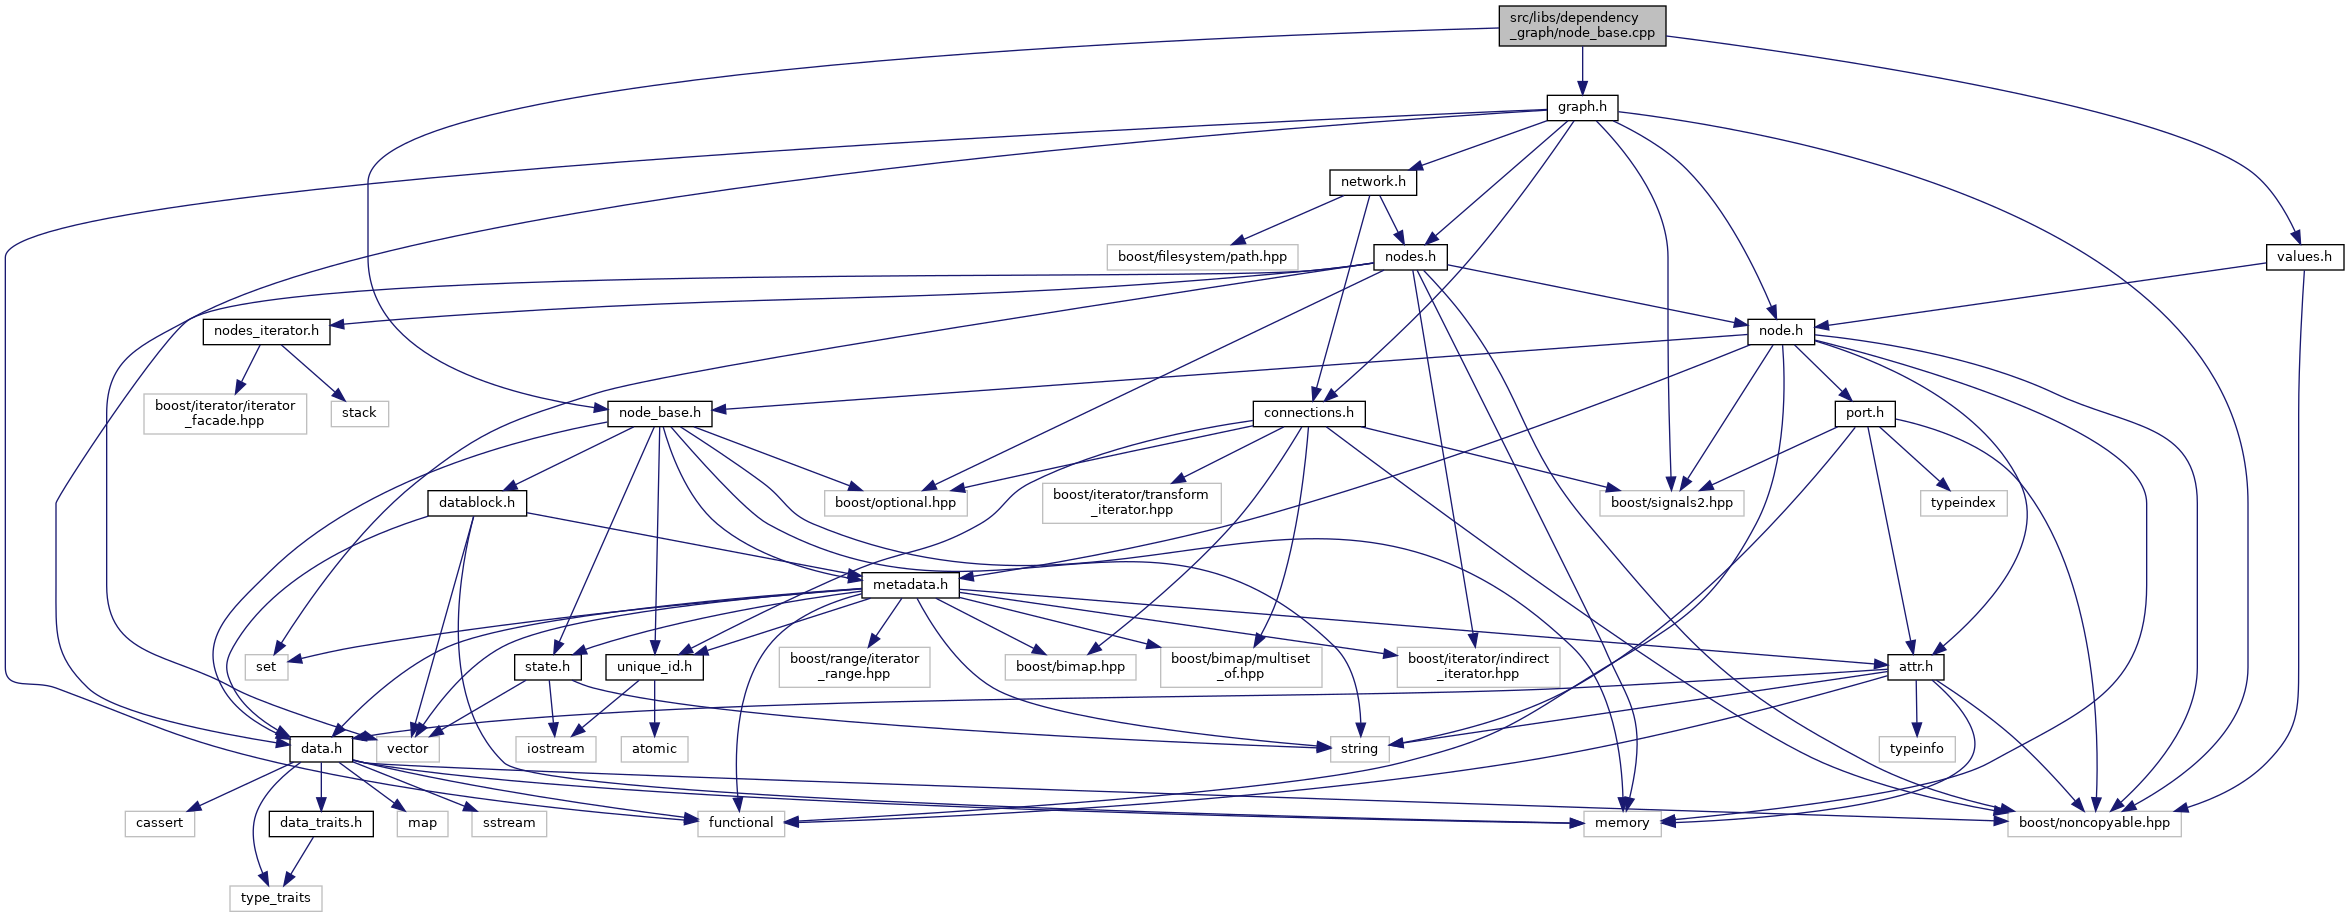 src/libs/dependency
_graph/node_base.cpp
graph.h
network.h
boost/filesystem/path.hpp
nodes.h
values.h
nodes_iterator.h
node.h
boost/iterator/iterator
_facade.hpp
stack
node_base.h
connections.h
port.h
datablock.h
boost/optional.hpp
boost/iterator/transform
_iterator.hpp
boost/signals2.hpp
typeindex
metadata.h
set
state.h
unique_id.h
boost/range/iterator
_range.hpp
boost/bimap.hpp
boost/bimap/multiset
_of.hpp
boost/iterator/indirect
_iterator.hpp
attr.h
data.h
vector
iostream
atomic
string
typeinfo
cassert
data_traits.h
map
sstream
functional
memory
boost/noncopyable.hpp
type_traits